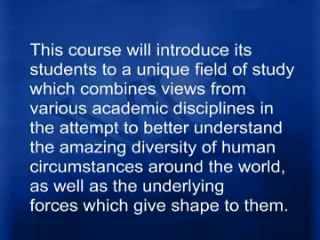 This course will introduce its
students to a unique field of study
which combines views from
various academic disciplines in
the attempt to better understand
the amazing diversity of human
circumstances around the world,
as well as the underlying
forces which give shape to them.